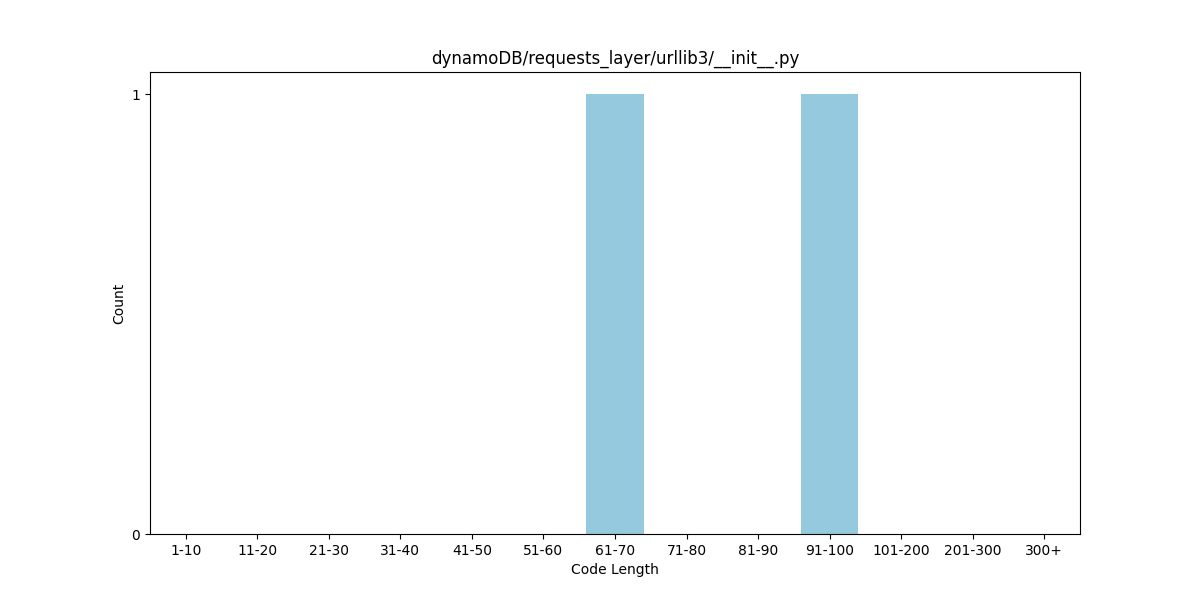 dynamoDB/requests_layer/urllib3/__init__.py
1
Count
0
1-10 11-20 21-30 31-40 41-50 51-60 61-70 71-80 81-90 91-100 101-200 201-300 300+
Code Length